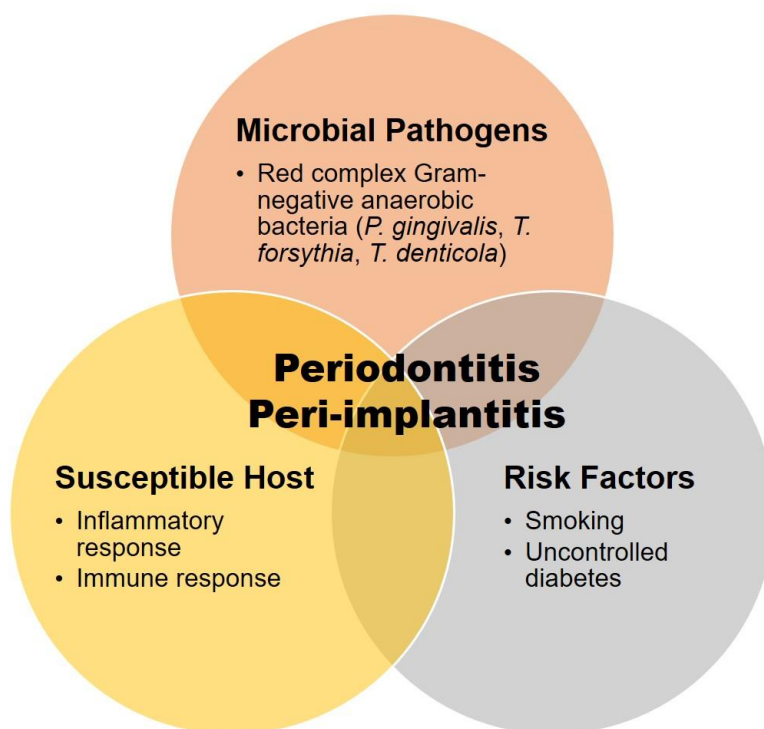 Microbial Pathogens
• Red complex Gram-
negative anaerobic
bacteria (P. gingivalis, T.
forsythia, T. denticola)
Periodontitis
Peri-implantitis
Susceptible Host
• Inflammatory
response
• Immune response
Risk Factors
• Smoking
• Uncontrolled
diabetes